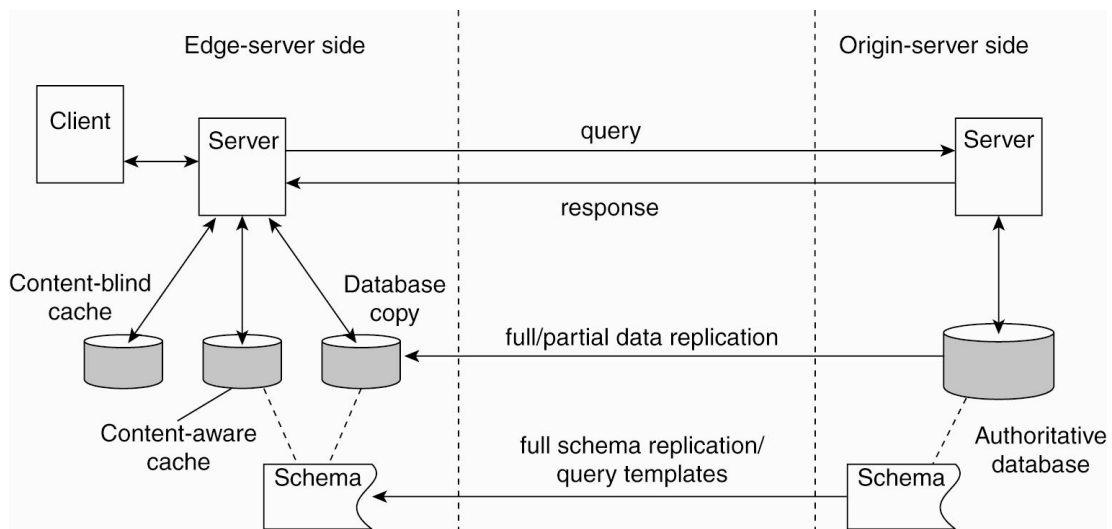 Edge-server side
Origin-server side
Client
Server
query
Server
response
Content-blind
cache
Database
copy
full/partial data replication
Content-aware
cache
full schema replication/
query templates
Authoritative
database
Schema
Schema